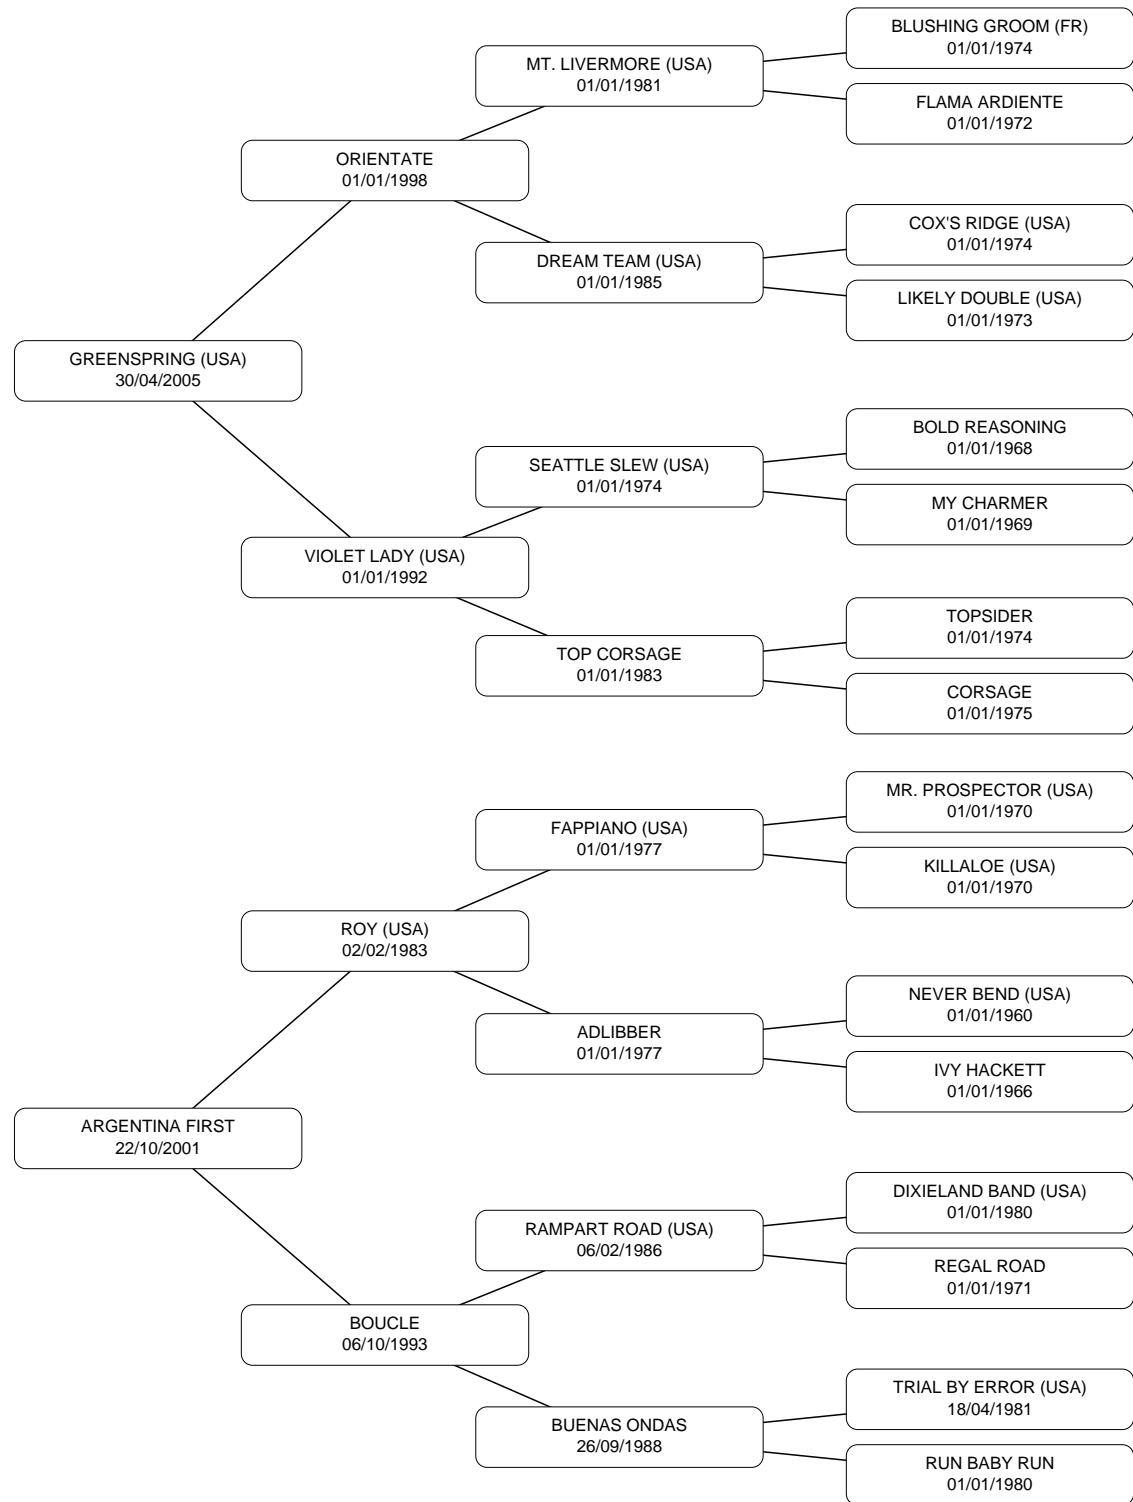 BLUSHING GROOM (FR)
01/01/1974
MT. LIVERMORE (USA)
01/01/1981
FLAMA ARDIENTE
01/01/1972
ORIENTATE
01/01/1998
COX'S RIDGE (USA)
01/01/1974
DREAM TEAM (USA)
01/01/1985
LIKELY DOUBLE (USA)
01/01/1973
GREENSPRING (USA)
30/04/2005
BOLD REASONING
01/01/1968
SEATTLE SLEW (USA)
01/01/1974
MY CHARMER
01/01/1969
VIOLET LADY (USA)
01/01/1992
TOPSIDER
01/01/1974
TOP CORSAGE
01/01/1983
CORSAGE
01/01/1975
MR. PROSPECTOR (USA)
01/01/1970
FAPPIANO (USA)
01/01/1977
KILLALOE (USA)
01/01/1970
ROY (USA)
02/02/1983
NEVER BEND (USA)
01/01/1960
ADLIBBER
01/01/1977
IVY HACKETT
01/01/1966
ARGENTINA FIRST
22/10/2001
DIXIELAND BAND (USA)
01/01/1980
RAMPART ROAD (USA)
06/02/1986
REGAL ROAD
01/01/1971
BOUCLE
06/10/1993
TRIAL BY ERROR (USA)
18/04/1981
BUENAS ONDAS
26/09/1988
RUN BABY RUN
01/01/1980